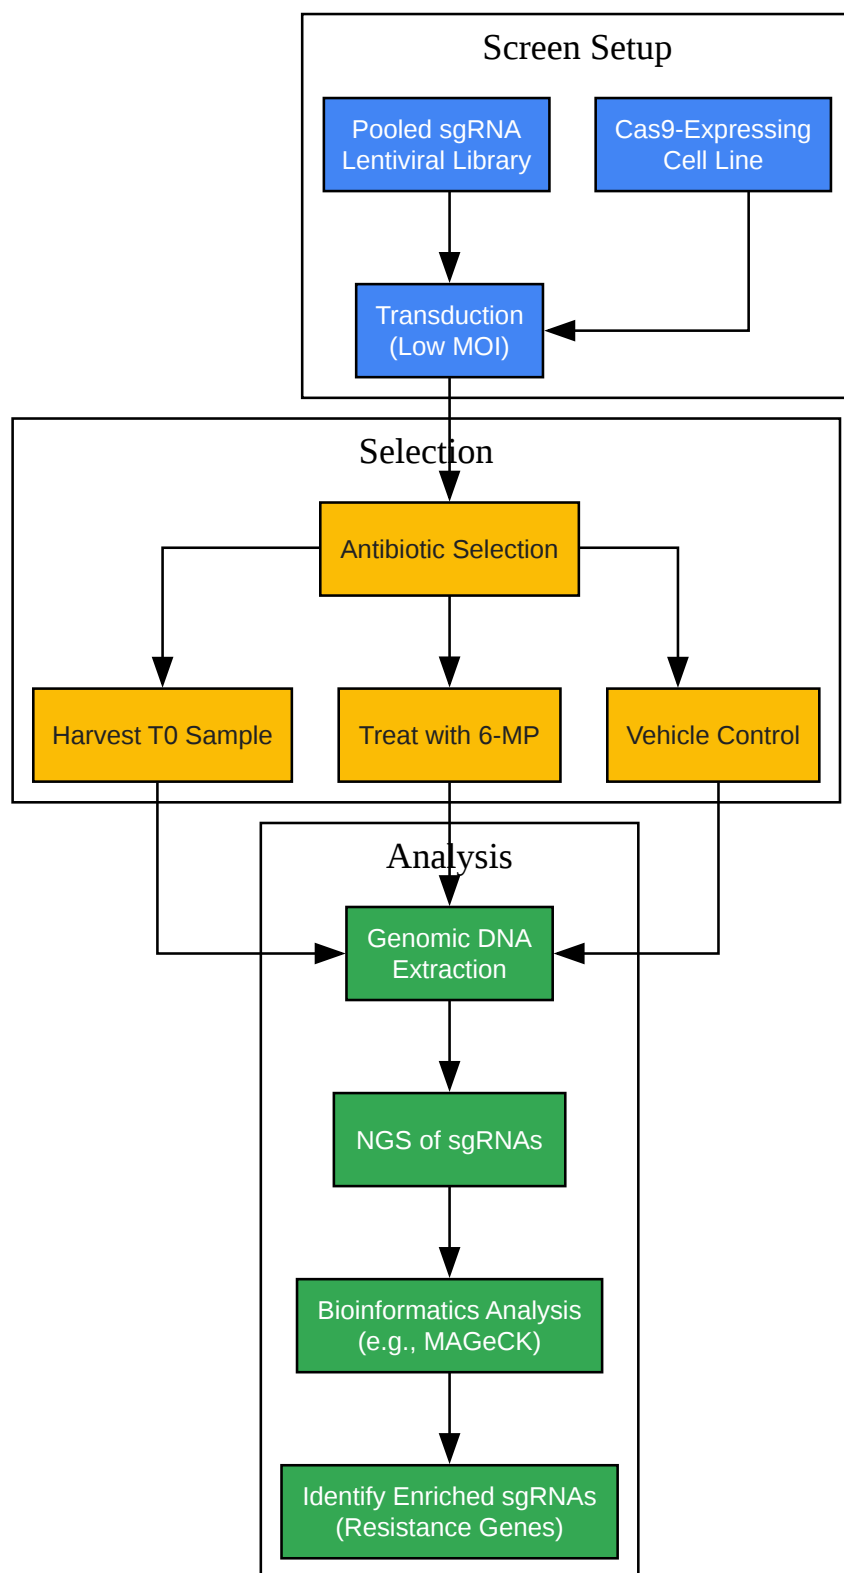 Screen Setup
Pooled sgRNA
Lentiviral Library
Cas9-Expressing
Cell Line
Transduction
(Low MOI)
Selection
Antibiotic Selection
Harvest T0 Sample
Treat with 6-MP
Vehicle Control
Analysis
Genomic DNA
Extraction
NGS of sgRNAs
Bioinformatics Analysis
(e.g., MAGeCK)
Identify Enriched sgRNAs
(Resistance Genes)